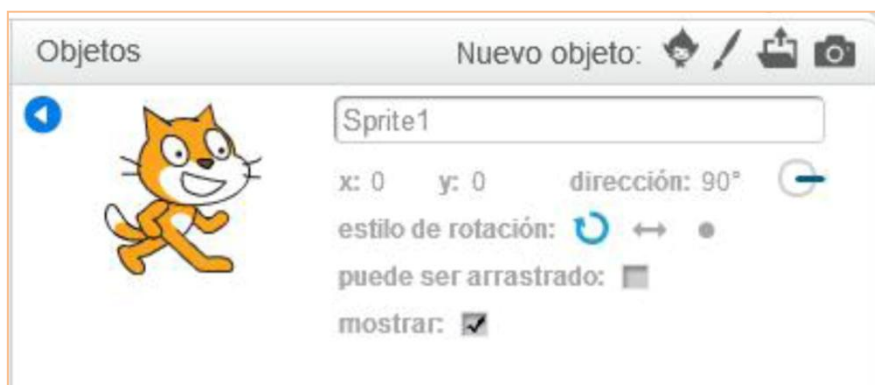 Objetos Nuevo objeto:
Sprite1
x: 0 y: 0 dirección: 90°
estilo de rotación:
puede ser arrastrado:
mostrar: